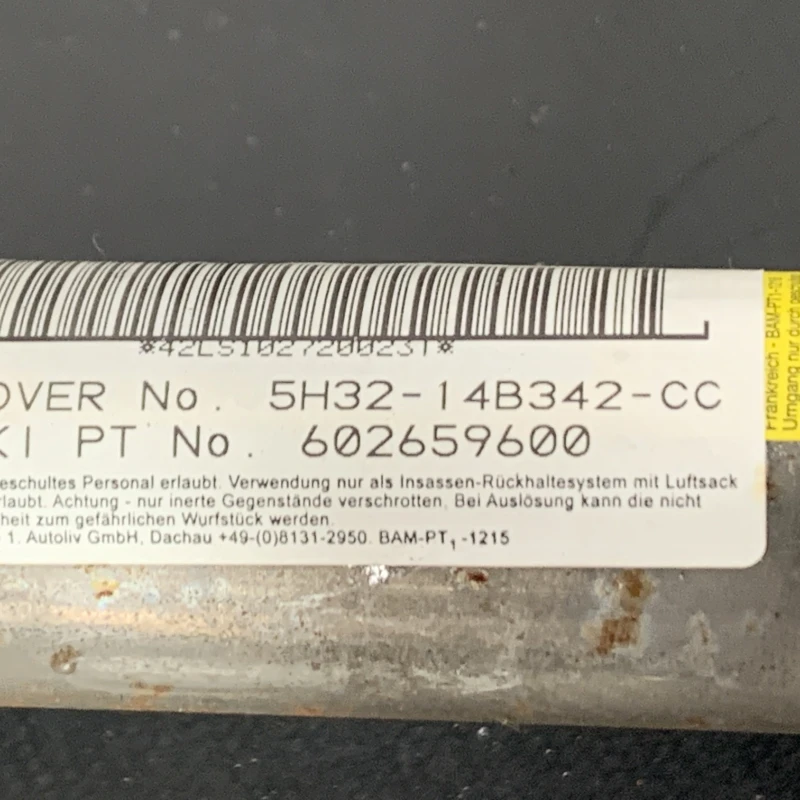 *42LS1027200231*
OVER No. 5H32-14B342-CC
KI PT No. 602659600
eschultes Personal erlaubt. Verwendung nur als Insassen-Rückhaltesystem mit Luftsack
rlaubt. Achtung - nur inerte Gegenstände verschrotten. Bei Auslösung kann die nicht
heit zum gefährlichen Wurfstück werden.
1. Autoliv GmbH, Dachau +49-(0)8131-2950. BAM-PT₁-1215
Frankreich - BAM-PT1-1216
Umgang nur durch